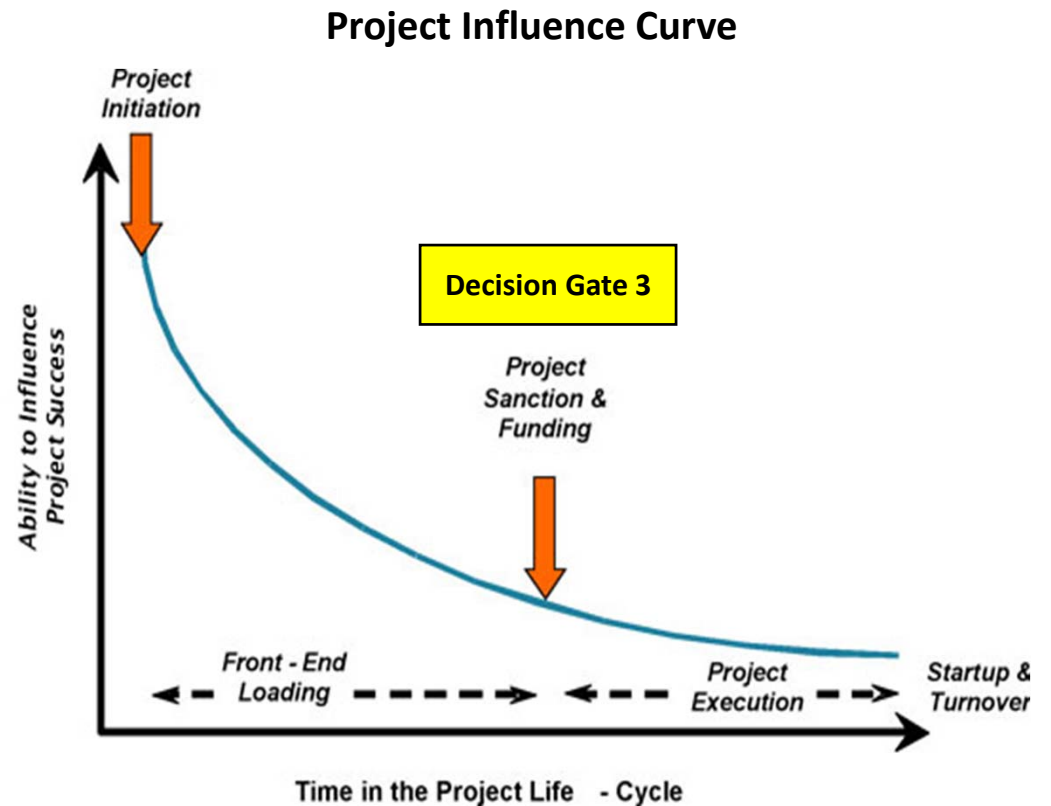 Project Influence Curve
Project
Initiation
Decision Gate 3
Ability to Influence
Project Success
Project
Sanction &
Funding
Front - End
Loading
Project
Execution
Startup &
Turnover
Time in the Project Life - Cycle